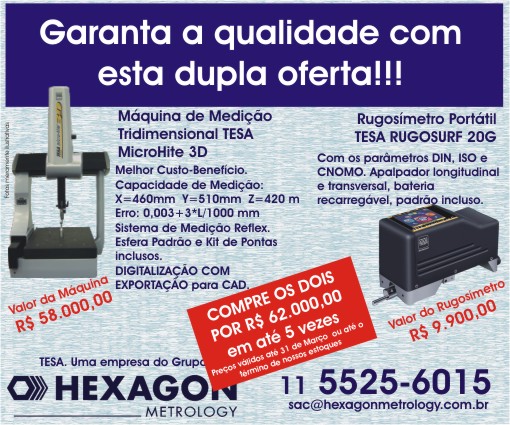 Garanta a qualidade com
esta dupla oferta!!!
Fotos meramente ilustrativas
Máquina de Medição
Tridimensional TESA
MicroHite 3D
Melhor Custo-Benefício.
Capacidade de Medição:
X=460mm Y=510mm Z=420 m
Erro: 0,003+3*L/1000 mm
Sistema de Medição Reflex.
Esfera Padrão e Kit de Pontas
inclusos.
DIGITALIZAÇÃO COM
EXPORTAÇÃO para CAD.
Valor da Máquina
R$ 58.000,00
Rugosímetro Portátil
TESA RUGOSURF 20G
Com os parâmetros DIN, ISO e
CNOMO. Apalpador longitudinal
e transversal, bateria
recarregável, padrão incluso.
Valor do Rugosímetro
R$ 9.900,00
COMPRE OS DOIS
POR R$ 62.000,00
em até 5 vezes
Preços válidos até 31 de Março ou até o
término de nossos estoques
TESA. Uma empresa do Grupo
HEXAGON
METROLOGY
11 5525-6015
sac@hexagonmetrology.com.br